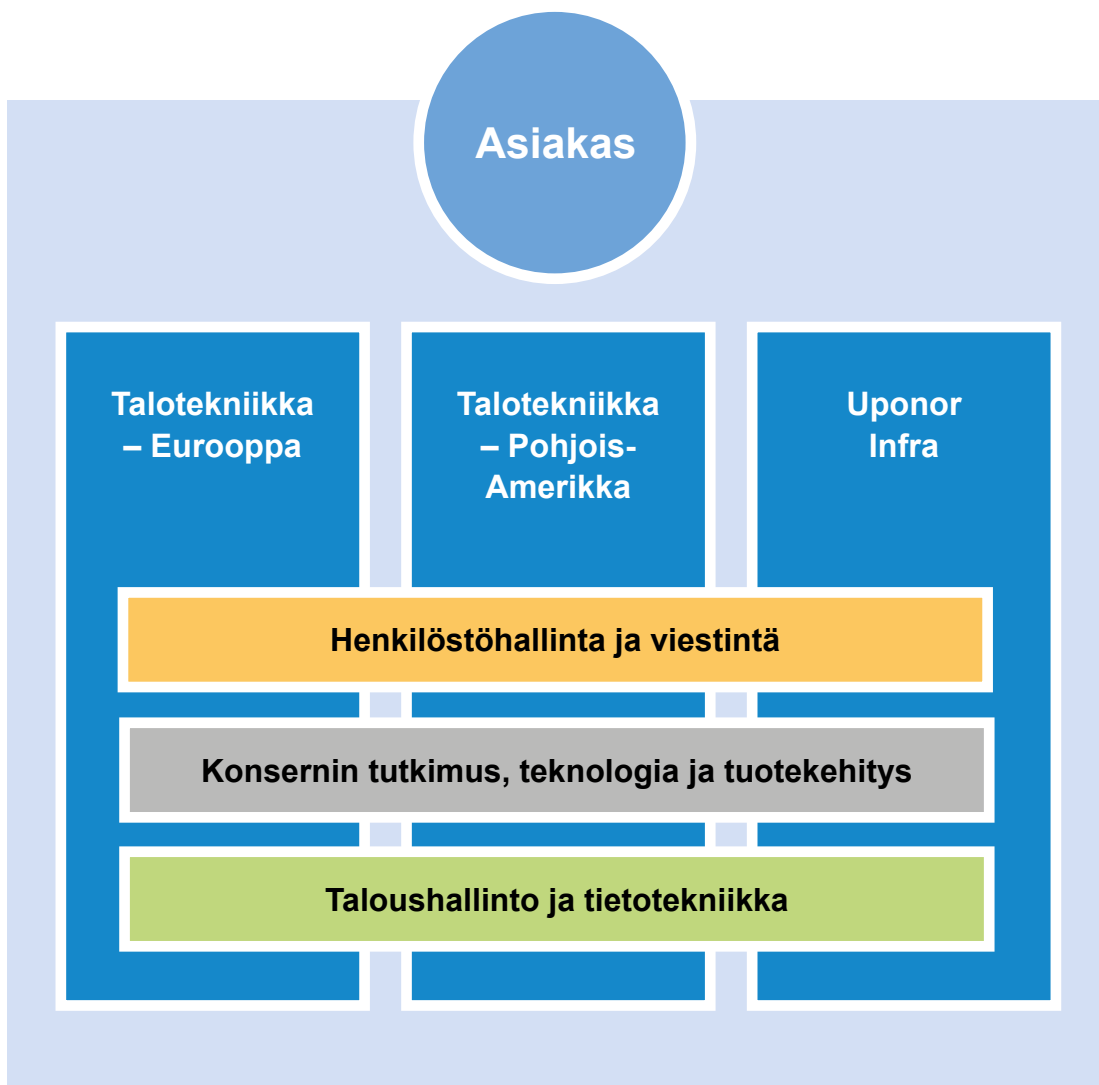 Asiakas
Talotekniikka
– Eurooppa
Talotekniikka
– Pohjois-
Amerikka
Uponor
Infra
Henkilöstöhallinta ja viestintä
Konsernin tutkimus, teknologia ja tuotekehitys
Taloushallinto ja tietotekniikka